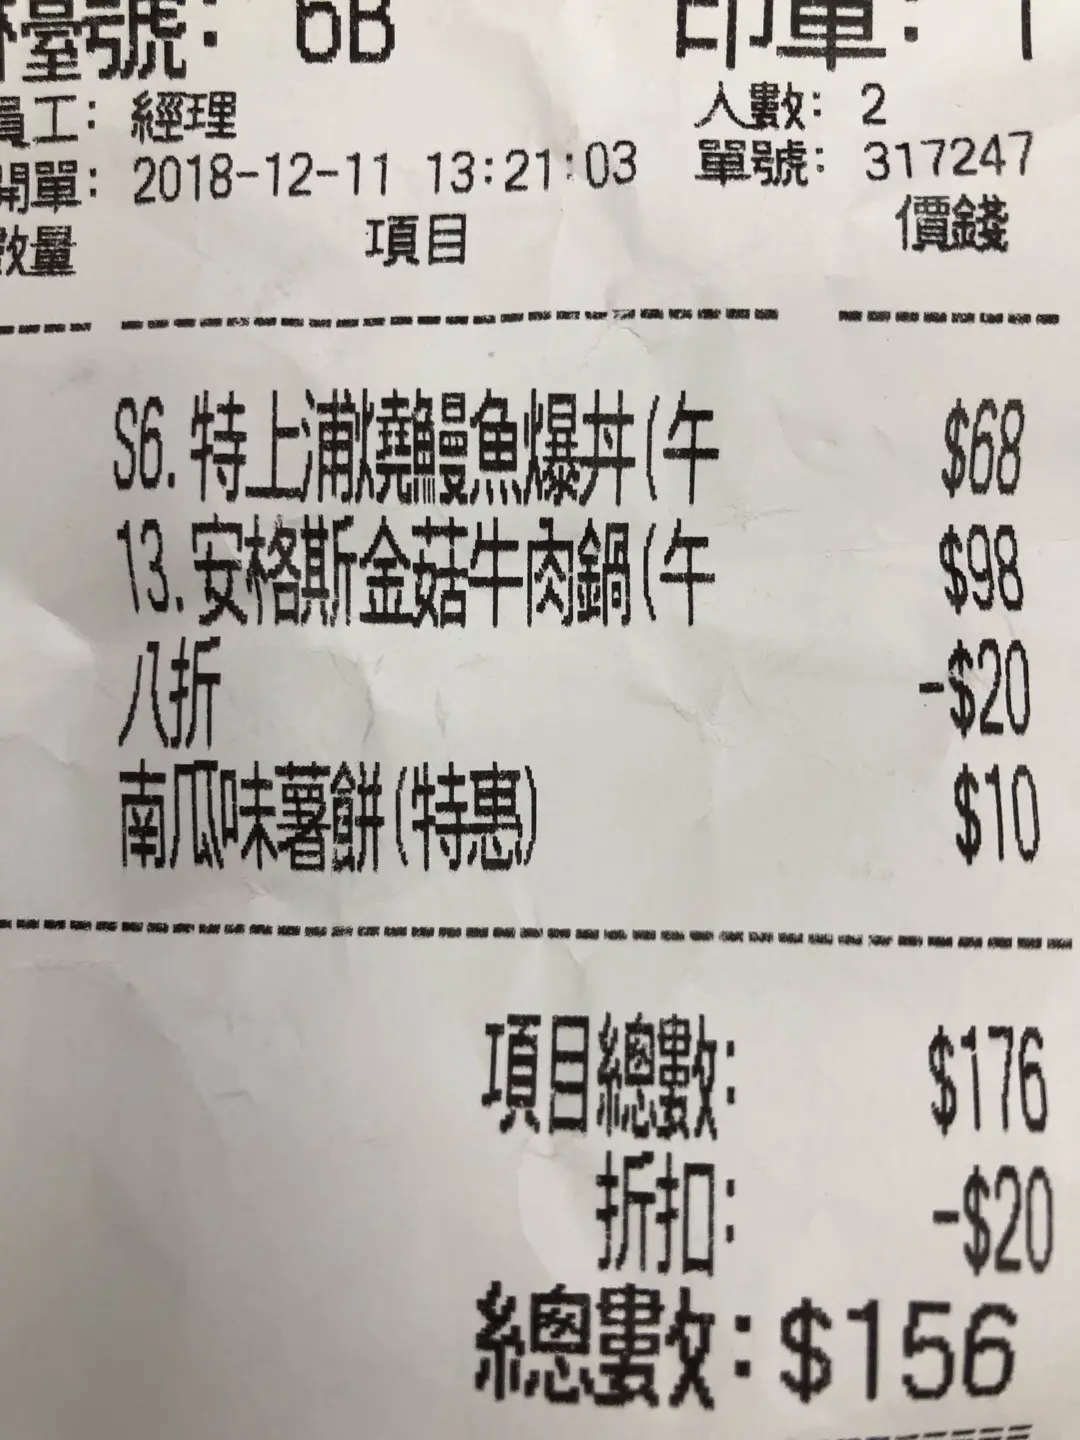 檯號: 6B 印單: 1
員工: 經理 人數: 2
開單: 2018-12-11 13:21:03 單號: 317247
數量 項目 價錢
S6. 特上浦燒鰻魚爆丼(午 $68
13. 安格斯金菇牛肉鍋(午 $98
八折 -$20
南瓜味薯餅(特惠) $10
項目總數: $176
折扣: -$20
總數: $156